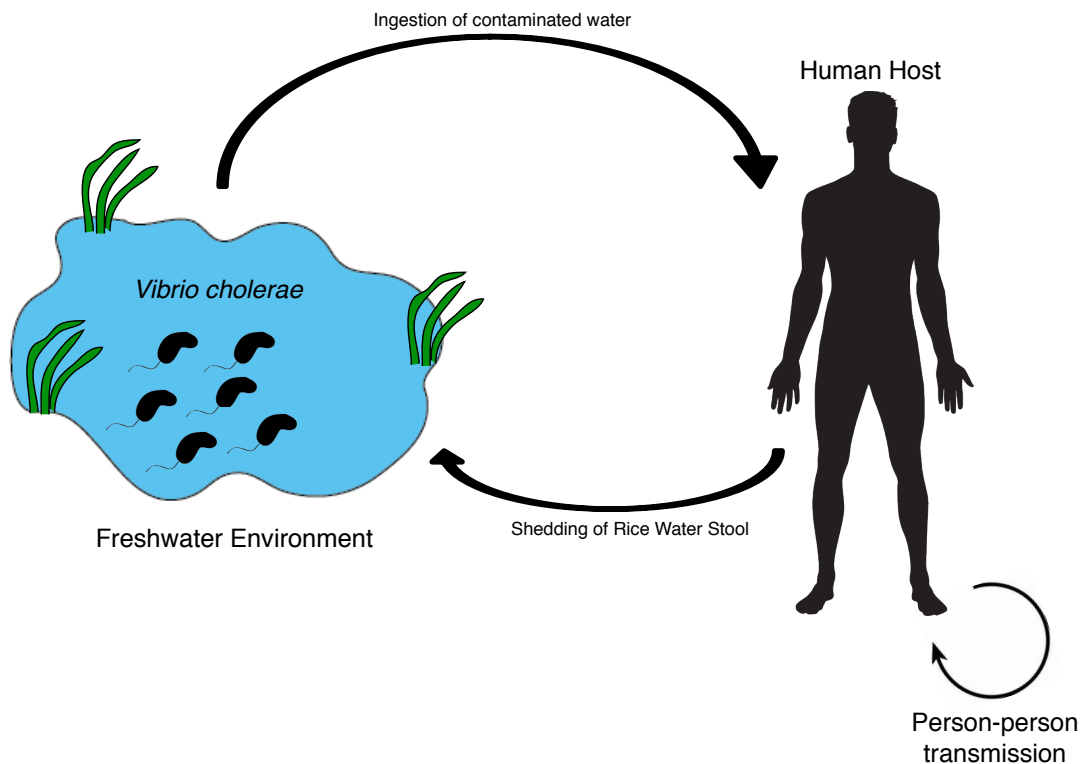 Ingestion of contaminated water
Human Host
Vibrio cholerae
Shedding of Rice Water Stool
Freshwater Environment
Person-person
transmission